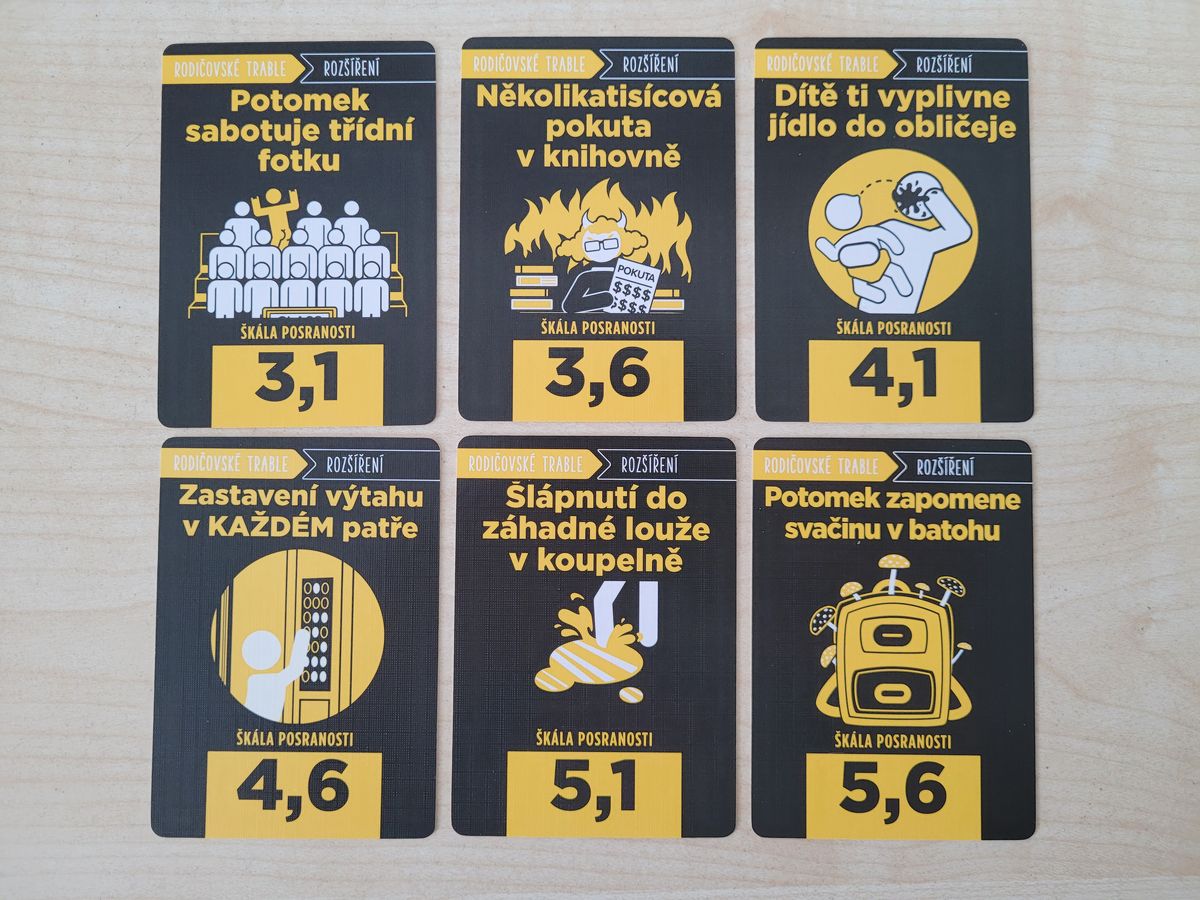 RODIČOVSKÉ TRABLE ROZŠÍŘENÍ
Potomek
sabotuje třídní
fotku
ŠKÁLA POSRANOSTI
3,1
RODIČOVSKÉ TRABLE ROZŠÍŘENÍ
Několikatisícová
pokuta
v knihovně
POKUTA
$$$$
$$$$
ŠKÁLA POSRANOSTI
3,6
RODIČOVSKÉ TRABLE ROZŠÍŘENÍ
Dítě ti vyplivne
jídlo do obličeje
ŠKÁLA POSRANOSTI
4,1
RODIČOVSKÉ TRABLE ROZŠÍŘENÍ
Zastavení výtahu
v KAŽDÉM patře
ŠKÁLA POSRANOSTI
4,6
RODIČOVSKÉ TRABLE ROZŠÍŘENÍ
Šlápnutí do
záhadné louže
v koupelně
ŠKÁLA POSRANOSTI
5,1
RODIČOVSKÉ TRABLE ROZŠÍŘENÍ
Potomek zapomene
svačinu v batohu
ŠKÁLA POSRANOSTI
5,6